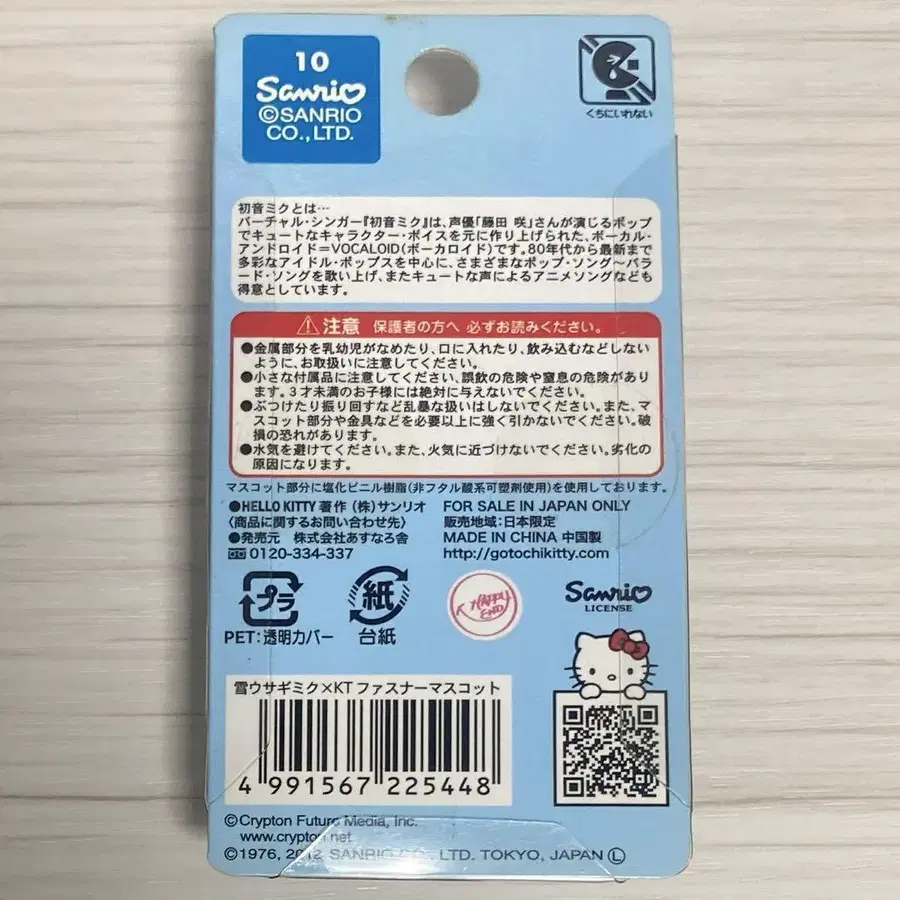 10
Sanrio
©SANRIO
CO.,LTD.
くちにいれない
初音ミクとは…
バーチャル・シンガー『初音ミク』は、声優「藤田 咲」さんが演じるポップ
でキュートなキャラクター・ボイスを元に作り上げられた、ボーカル・
アンドロイド=VOCALOID(ボーカロイド)です。80年代から最新まで
多彩なアイドル・ポップスを中心に、さまざまなポップ・ソング〜バラ
ード・ソングを歌い上げ、またキュートな声によるアニメソングなども
得意としています。
⚠注意 保護者の方へ 必ずお読みください。
●金属部分を乳幼児がなめたり、口に入れたり、飲み込むなどしない
ように、お取扱いに注意してください。
●小さな付属品に注意してください、誤飲の危険や窒息の危険があり
ます。3才未満のお子様には絶対に与えないでください。
●ぶつけたり振り回すなど乱暴な扱いはしないでください。また、マ
スコット部分や金具などを必要以上に強く引かないでください。破
損の恐れがあります。
●水気を避けてください。また、火気に近づけないでください。劣化の
原因になります。
マスコット部分に塩化ビニル樹脂(非フタル酸系可塑剤使用)を使用しております。
●HELLO KITTY 著作 (株)サンリオ
〈商品に関するお問い合わせ先〉
●発売元 株式会社あすなろ舎
0120-334-337
FOR SALE IN JAPAN ONLY
販売地域:日本限定
MADE IN CHINA 中国製
http://gotochikitty.com
プラ
PET:透明カバー
紙
台紙
HAPPY
END
Sanrio
LICENSE
雪ウサギミク×KT ファスナーマスコット
4 991567 225448
©Crypton Future Media, Inc.
www.crypton.net
©1976, 2012 SANRIO CO., LTD. TOKYO, JAPAN Ⓛ